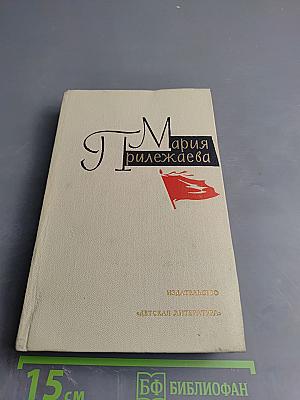 Мария
Прилежаева
ИЗДАТЕЛЬСТВО
«ДЕТСКАЯ ЛИТЕРАТУРА»
15 см
БФ БИБЛИОФАН